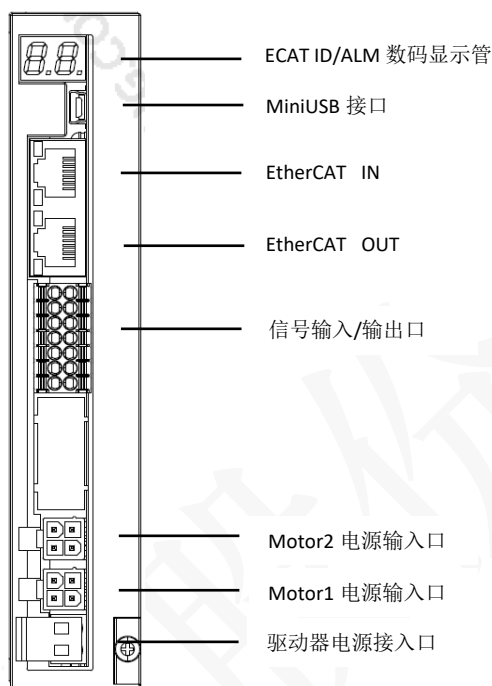 8.8.
ECAT ID/ALM 数码显示管
MiniUSB 接口
EtherCAT IN
EtherCAT OUT
信号输入/输出口
Motor2 电源输入口
Motor1 电源输入口
驱动器电源接入口